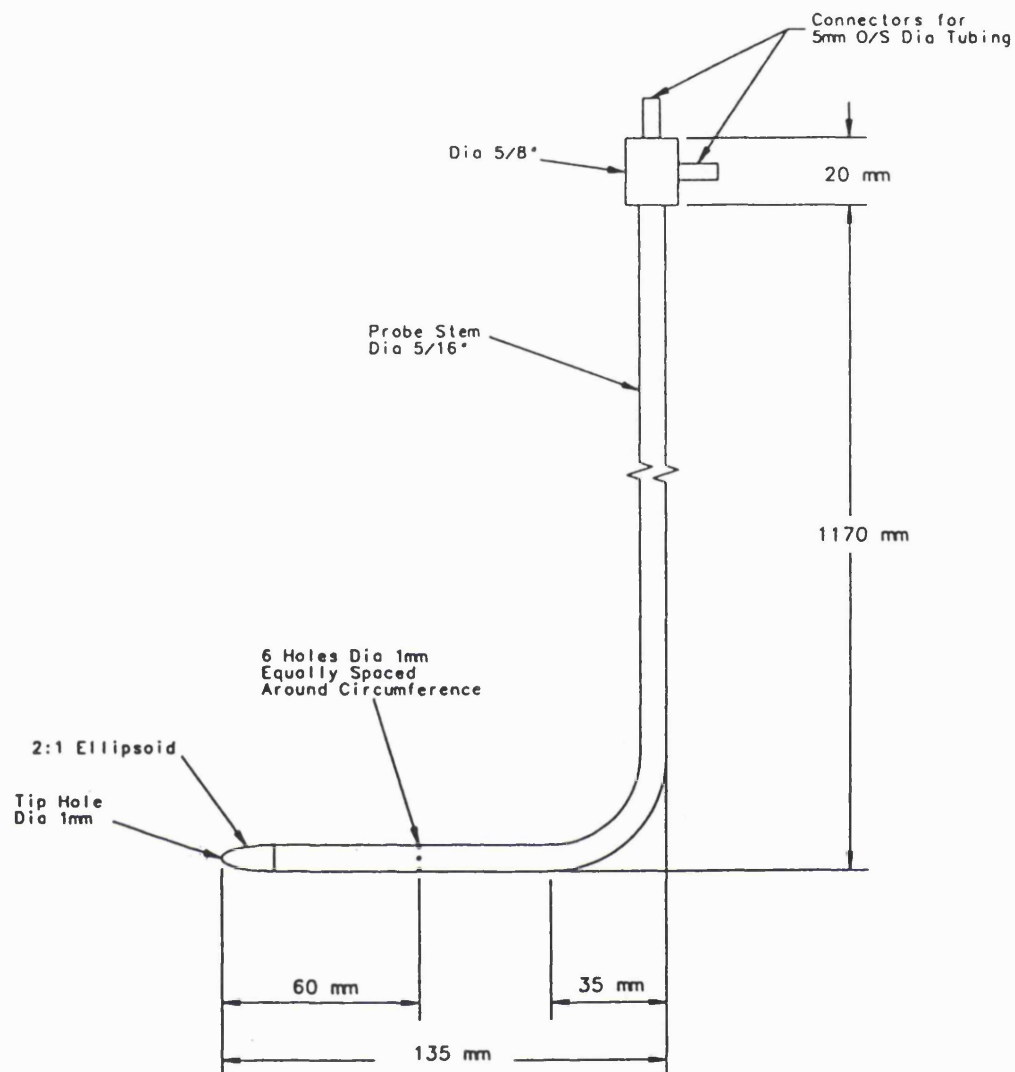 Connectors for
5mm O/S Dia Tubing
Dia 5/8"
20 mm
Probe Stem
Dia 5/16"
1170 mm
6 Holes Dia 1mm
Equally Spaced
Around Circumference
2:1 Ellipsoid
Tip Hole
Dia 1mm
60 mm
35 mm
135 mm